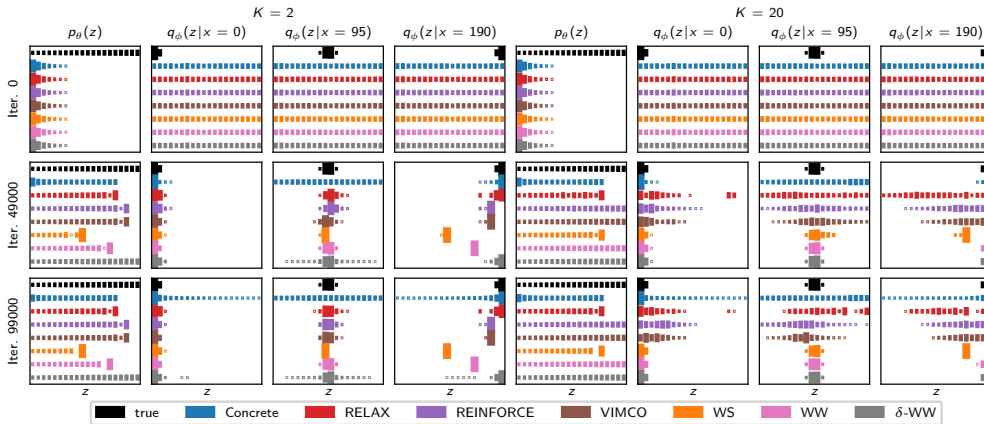 K = 2
K = 20
pθ(z)
qϕ(z|x = 0)
qϕ(z|x = 95)
qϕ(z|x = 190)
pθ(z)
qϕ(z|x = 0)
qϕ(z|x = 95)
qϕ(z|x = 190)
Iter. 0
Iter. 49000
Iter. 99000
z
z
z
z
z
z
z
z
true
Concrete
RELAX
REINFORCE
VIMCO
WS
WW
δ-WW